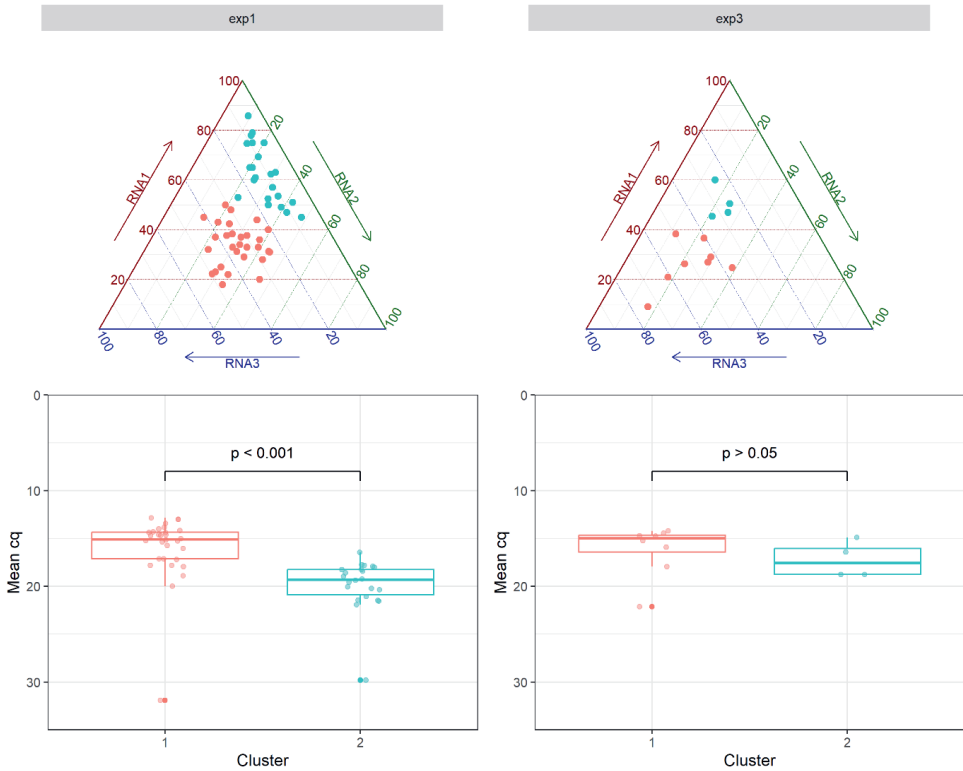 exp1 exp3
100 100
80 20 80 20
RNA1 60 40 RNA2 RNA1 60 40 RNA2
40 60 40 60
20 80 20 80
100 80 60 40 20 100 100 80 60 40 20 100
RNA3 RNA3
0 0
p < 0.001 p > 0.05
10 10
Mean cq Mean cq
20 20
30 30
1 2 1 2
Cluster Cluster